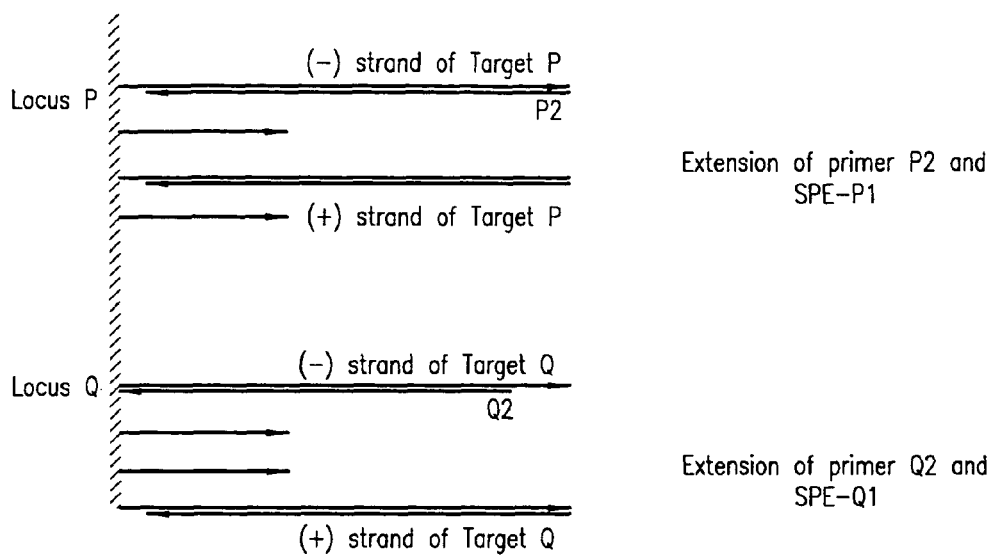 (-) strand of Target P
Locus P
P2
Extension of primer P2 and
SPE-P1
(+) strand of Target P
(-) strand of Target Q
Locus Q
Q2
Extension of primer Q2 and
SPE-Q1
(+) strand of Target Q